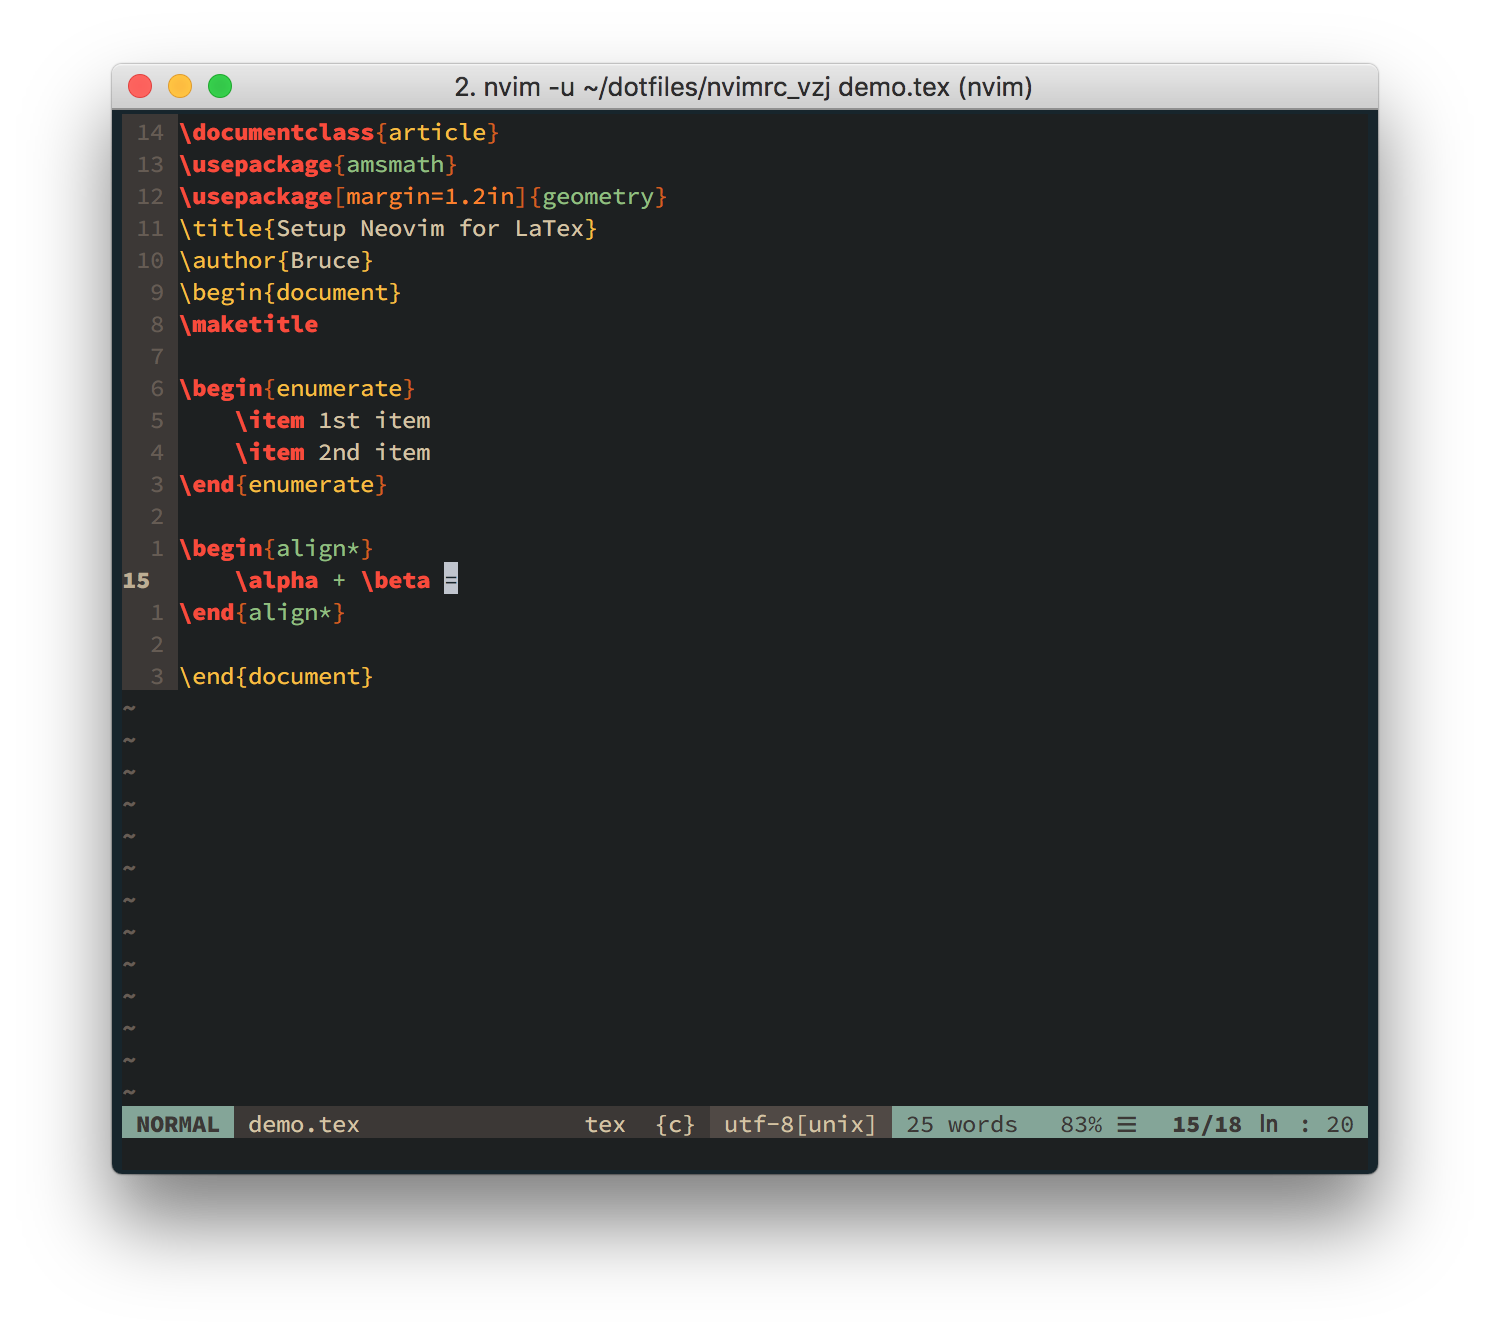 2. nvim -u ~/dotfiles/nvimrc_vzj demo.tex (nvim)
14 \documentclass{article}
13 \usepackage{amsmath}
12 \usepackage[margin=1.2in]{geometry}
11 \title{Setup Neovim for LaTex}
10 \author{Bruce}
9 \begin{document}
8 \maketitle
7
6 \begin{enumerate}
5     \item 1st item
4     \item 2nd item
3 \end{enumerate}
2
1 \begin{align*}
15     \alpha + \beta =
1 \end{align*}
2
3 \end{document}
~
~
~
~
~
~
~
~
~
~
~
~
~
NORMAL demo.tex tex {c} utf-8[unix] 25 words 83% ☰ 15/18 ln : 20